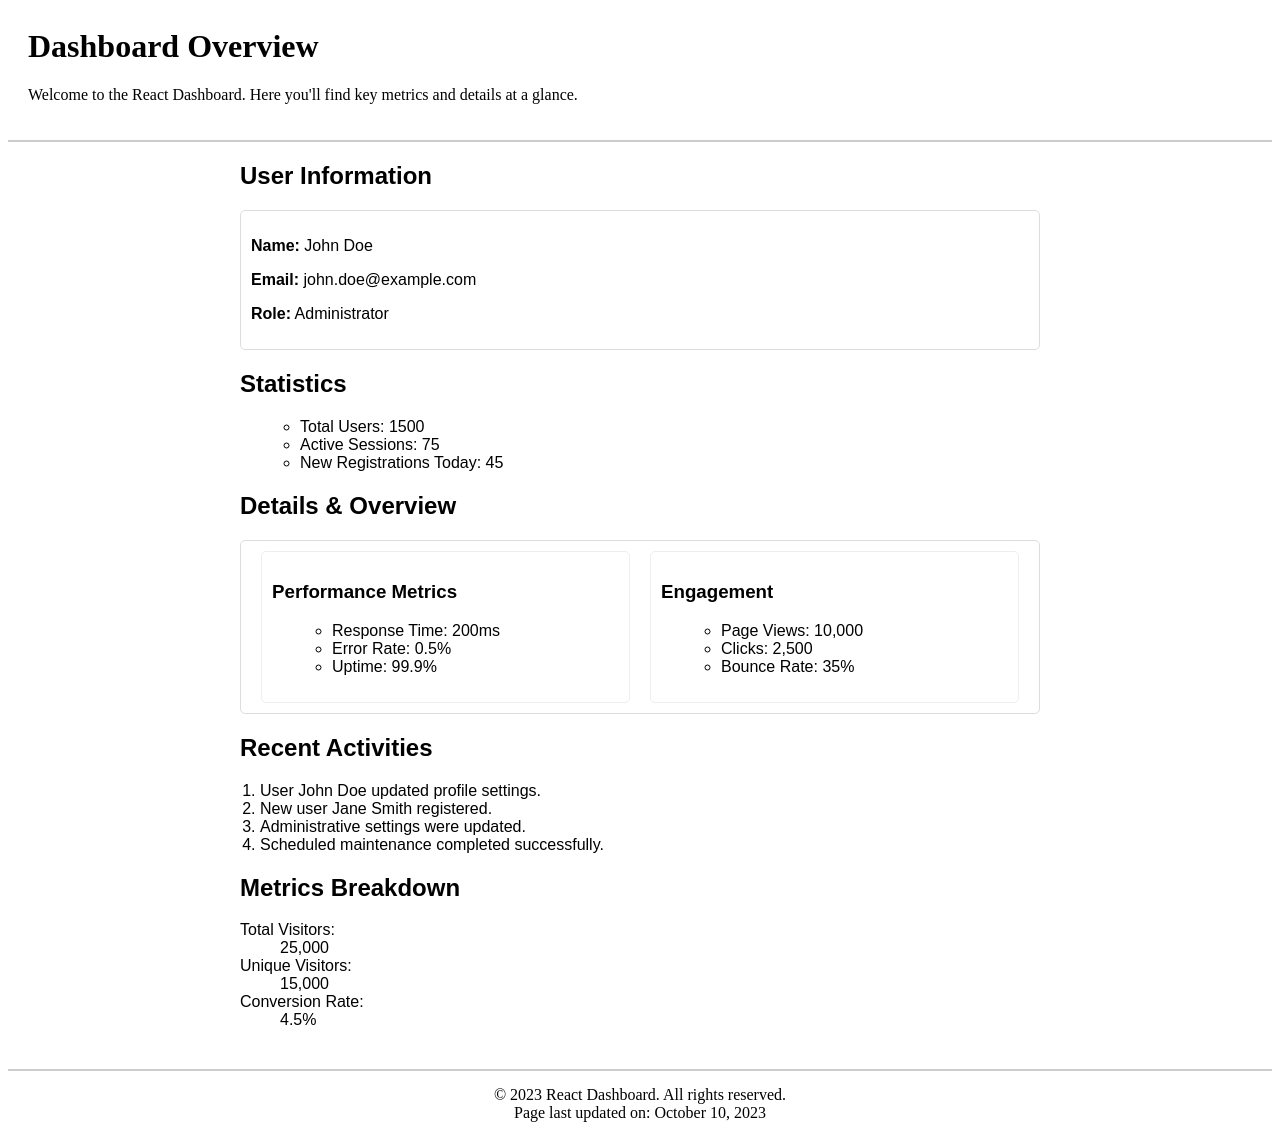 Dashboard Overview
Welcome to the React Dashboard. Here you'll find key metrics and details at a glance.
User Information
Name: John Doe
Email: john.doe@example.com
Role: Administrator
Statistics
Total Users: 1500
Active Sessions: 75
New Registrations Today: 45
Details & Overview
Performance Metrics
Response Time: 200ms
Error Rate: 0.5%
Uptime: 99.9%
Engagement
Page Views: 10,000
Clicks: 2,500
Bounce Rate: 35%
Recent Activities
1. User John Doe updated profile settings.
2. New user Jane Smith registered.
3. Administrative settings were updated.
4. Scheduled maintenance completed successfully.
Metrics Breakdown
Total Visitors:
25,000
Unique Visitors:
15,000
Conversion Rate:
4.5%
© 2023 React Dashboard. All rights reserved.
Page last updated on: October 10, 2023